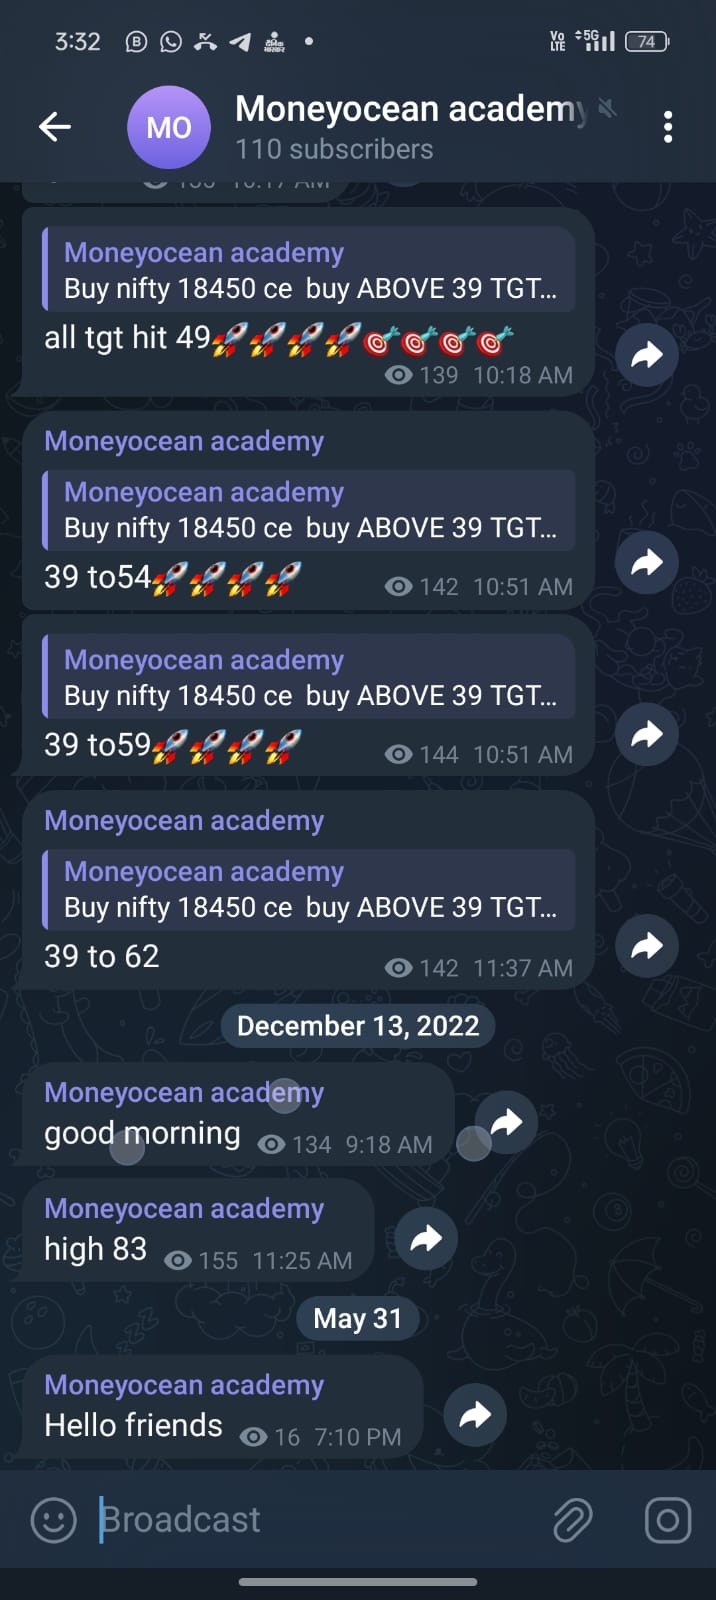 3:32
Vo
LTE
5G
74
MO
Moneyocean academy
110 subscribers
Moneyocean academy
Buy nifty 18450 ce  buy ABOVE 39 TGT...
all tgt hit 49🚀🚀🚀🚀🎯🎯🎯🎯
139 10:18 AM
Moneyocean academy
Moneyocean academy
Buy nifty 18450 ce  buy ABOVE 39 TGT...
39 to54🚀🚀🚀🚀
142 10:51 AM
Moneyocean academy
Buy nifty 18450 ce  buy ABOVE 39 TGT...
39 to59🚀🚀🚀🚀
144 10:51 AM
Moneyocean academy
Moneyocean academy
Buy nifty 18450 ce  buy ABOVE 39 TGT...
39 to 62
142 11:37 AM
December 13, 2022
Moneyocean academy
good morning 134 9:18 AM
Moneyocean academy
high 83 155 11:25 AM
May 31
Moneyocean academy
Hello friends 16 7:10 PM
Broadcast